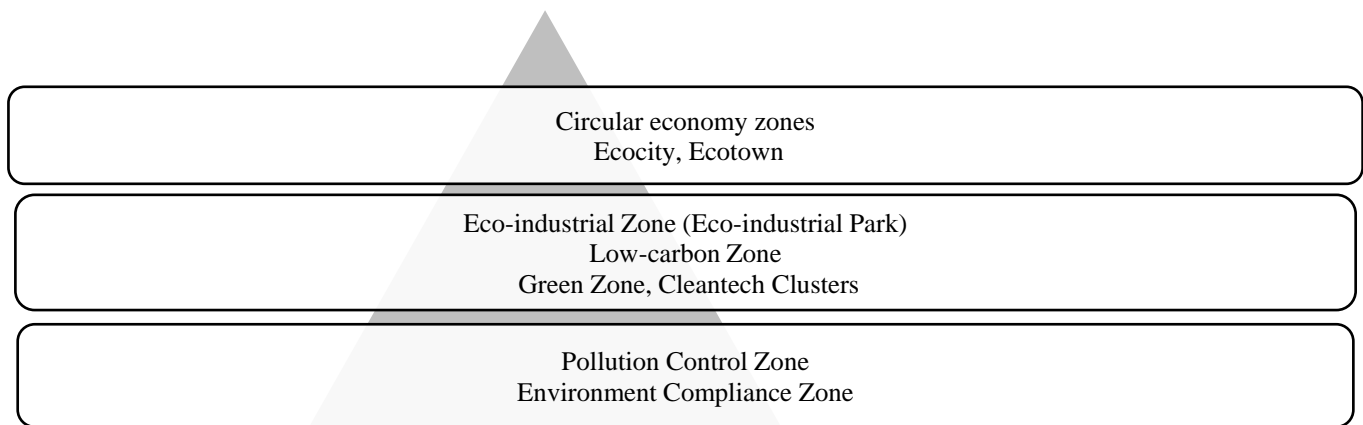 Circular economy zones
Ecocity, Ecotown
Eco-industrial Zone (Eco-industrial Park)
Low-carbon Zone
Green Zone, Cleantech Clusters
Pollution Control Zone
Environment Compliance Zone